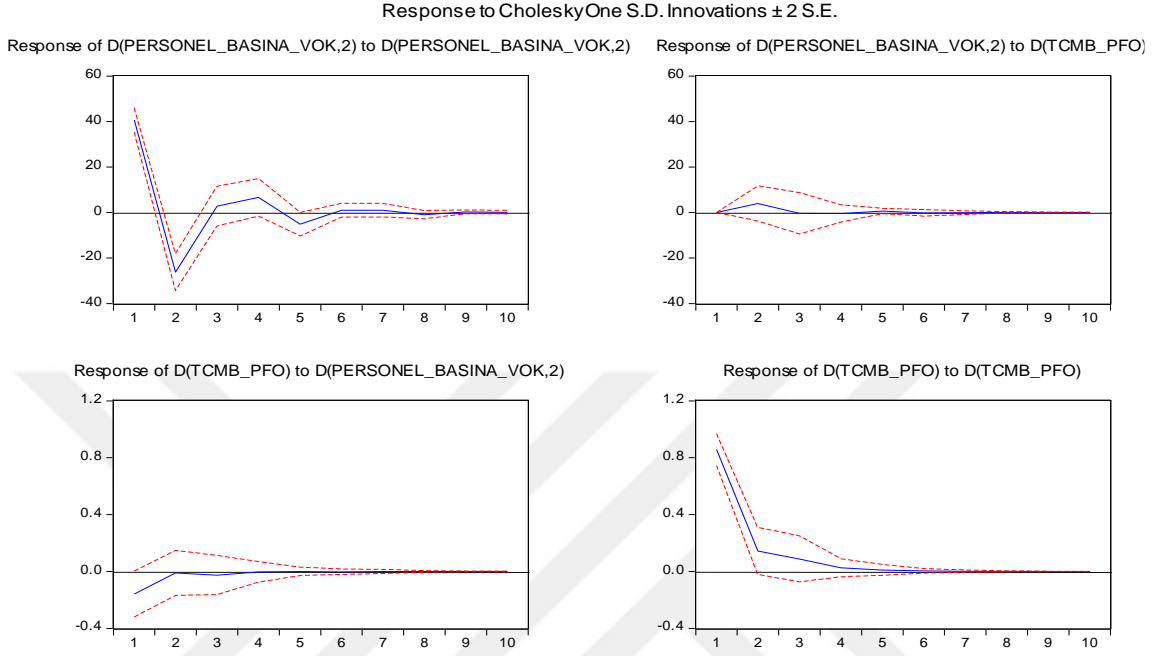 Response to Cholesky One S.D. Innovations ± 2 S.E.
Response of D(PERSONEL_BASINA_VOK,2) to D(PERSONEL_BASINA_VOK,2)
60
40
20
0
-20
-40
1 2 3 4 5 6 7 8 9 10
Response of D(PERSONEL_BASINA_VOK,2) to D(TCMB_PFO)
60
40
20
0
-20
-40
1 2 3 4 5 6 7 8 9 10
Response of D(TCMB_PFO) to D(PERSONEL_BASINA_VOK,2)
1.2
0.8
0.4
0.0
-0.4
1 2 3 4 5 6 7 8 9 10
Response of D(TCMB_PFO) to D(TCMB_PFO)
1.2
0.8
0.4
0.0
-0.4
1 2 3 4 5 6 7 8 9 10